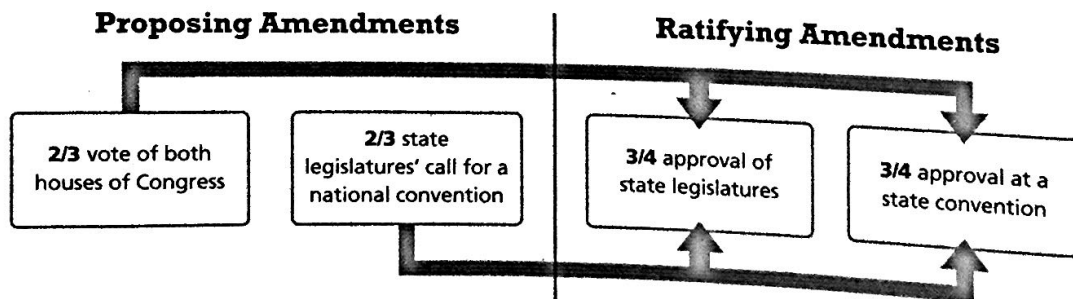 Proposing Amendments
Ratifying Amendments
2/3 vote of both
houses of Congress
2/3 state
legislatures' call for a
national convention
3/4 approval of
state legislatures
3/4 approval at a
state convention